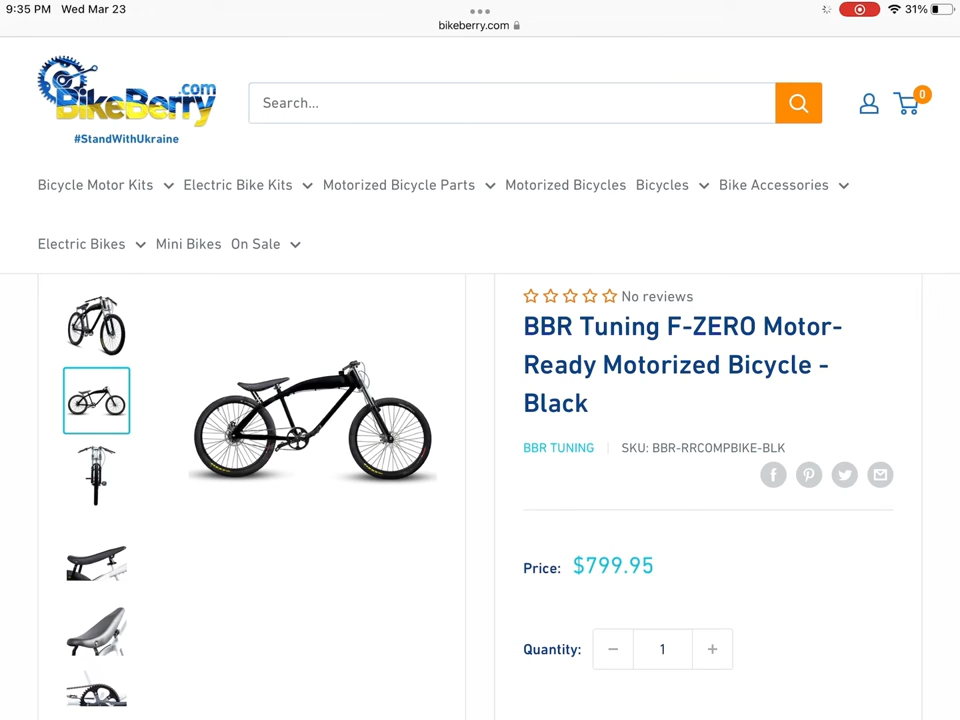 9:35 PM Wed Mar 23
31%
bikeberry.com
BikeBerry.com
#StandWithUkraine
Search...
0
Bicycle Motor Kits Electric Bike Kits Motorized Bicycle Parts Motorized Bicycles Bicycles Bike Accessories
Electric Bikes Mini Bikes On Sale
No reviews
BBR Tuning F-ZERO Motor-
Ready Motorized Bicycle -
Black
BBR TUNING SKU: BBR-RRCOMPBIKE-BLK
Price: $799.95
Quantity: − 1 +